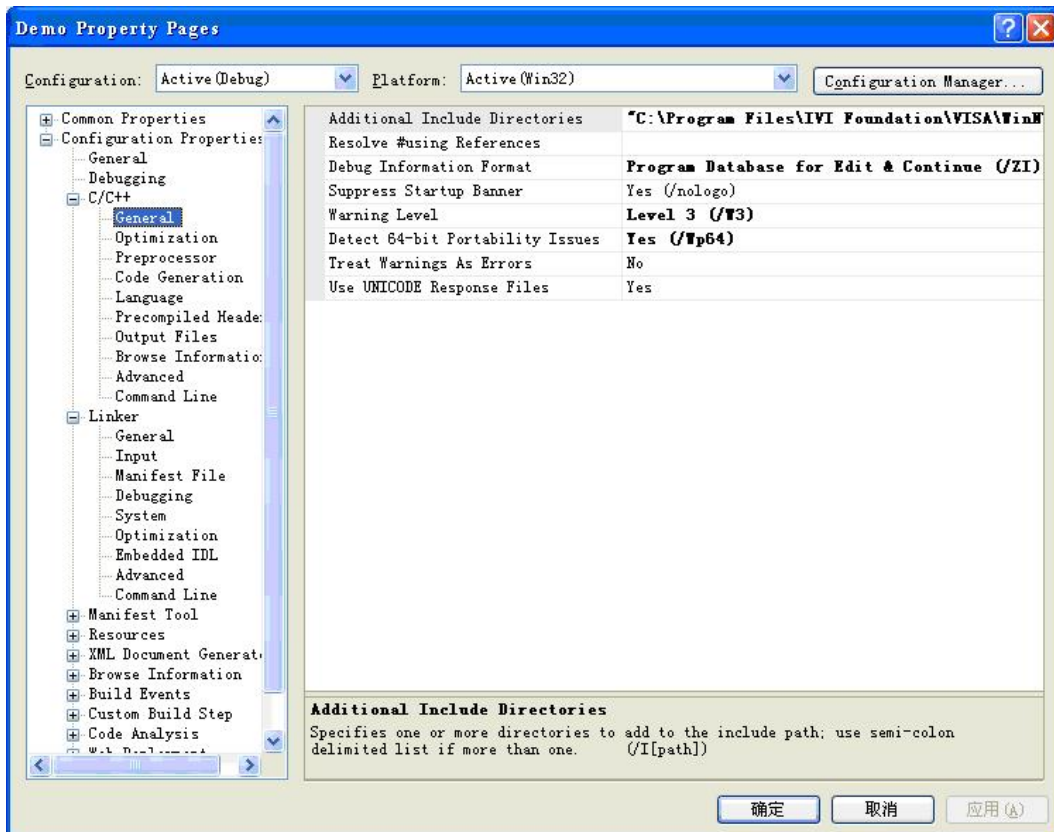 Demo Property Pages
Configuration: Active(Debug) Platform: Active(Win32) Configuration Manager...
Common Properties
Configuration Properties
General
Debugging
C/C++
General
Optimization
Preprocessor
Code Generation
Language
Precompiled Heade
Output Files
Browse Informatio
Advanced
Command Line
Linker
General
Input
Manifest File
Debugging
System
Optimization
Embedded IDL
Advanced
Command Line
Manifest Tool
Resources
XML Document Generat
Browse Information
Build Events
Custom Build Step
Code Analysis
Additional Include Directories "C:\Program Files\IVI Foundation\VISA\WinN
Resolve #using References
Debug Information Format Program Database for Edit & Continue (/ZI)
Suppress Startup Banner Yes (/nologo)
Warning Level Level 3 (/W3)
Detect 64-bit Portability Issues Yes (/Wp64)
Treat Warnings As Errors No
Use UNICODE Response Files Yes
Additional Include Directories
Specifies one or more directories to add to the include path; use semi-colon
delimited list if more than one. (/I[path])
确定 取消 应用(A)